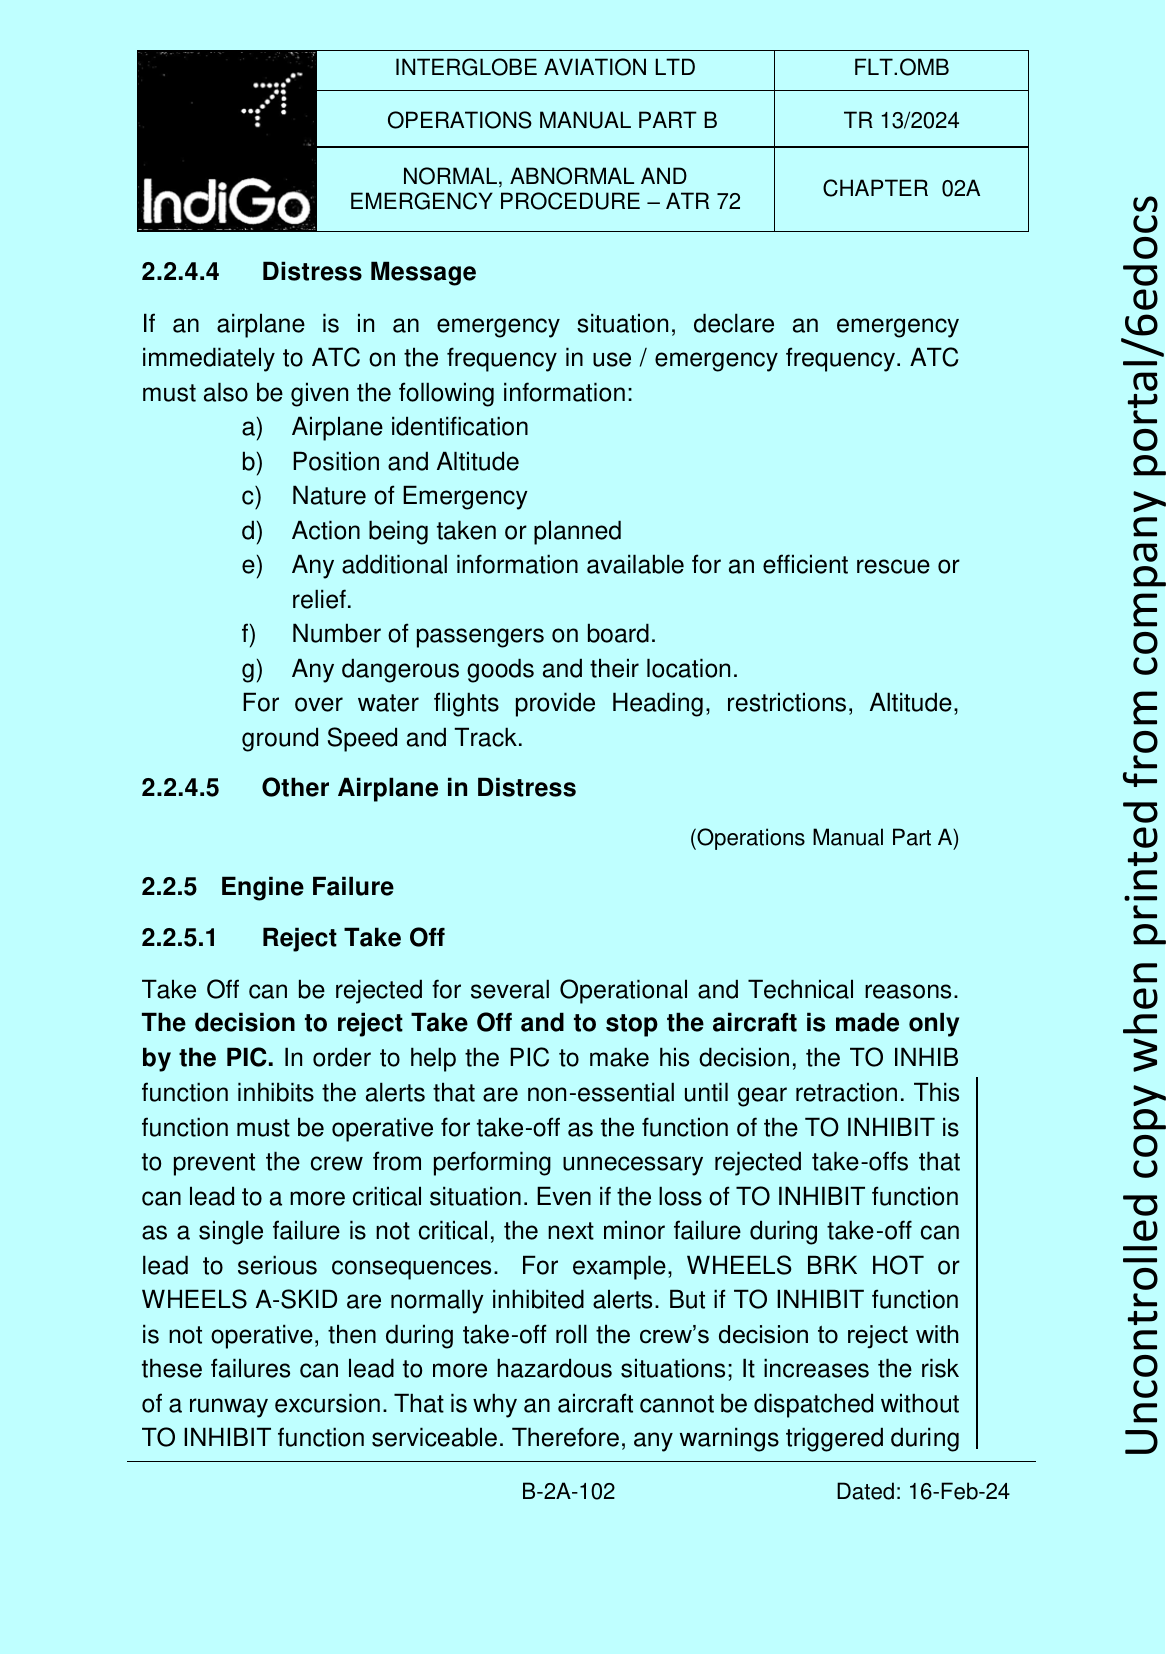 IndiGo
INTERGLOBE AVIATION LTD
FLT.OMB
OPERATIONS MANUAL PART B
TR 13/2024
NORMAL, ABNORMAL AND
EMERGENCY PROCEDURE – ATR 72
CHAPTER 02A
2.2.4.4 Distress Message
If an airplane is in an emergency situation, declare an emergency
immediately to ATC on the frequency in use / emergency frequency. ATC
must also be given the following information:
a) Airplane identification
b) Position and Altitude
c) Nature of Emergency
d) Action being taken or planned
e) Any additional information available for an efficient rescue or
relief.
f) Number of passengers on board.
g) Any dangerous goods and their location.
For over water flights provide Heading, restrictions, Altitude,
ground Speed and Track.
2.2.4.5 Other Airplane in Distress
(Operations Manual Part A)
2.2.5 Engine Failure
2.2.5.1 Reject Take Off
Take Off can be rejected for several Operational and Technical reasons.
The decision to reject Take Off and to stop the aircraft is made only
by the PIC. In order to help the PIC to make his decision, the TO INHIB
function inhibits the alerts that are non-essential until gear retraction. This
function must be operative for take-off as the function of the TO INHIBIT is
to prevent the crew from performing unnecessary rejected take-offs that
can lead to a more critical situation. Even if the loss of TO INHIBIT function
as a single failure is not critical, the next minor failure during take-off can
lead to serious consequences. For example, WHEELS BRK HOT or
WHEELS A-SKID are normally inhibited alerts. But if TO INHIBIT function
is not operative, then during take-off roll the crew’s decision to reject with
these failures can lead to more hazardous situations; It increases the risk
of a runway excursion. That is why an aircraft cannot be dispatched without
TO INHIBIT function serviceable. Therefore, any warnings triggered during
B-2A-102
Dated: 16-Feb-24
Uncontrolled copy when printed from company portal/6edocs